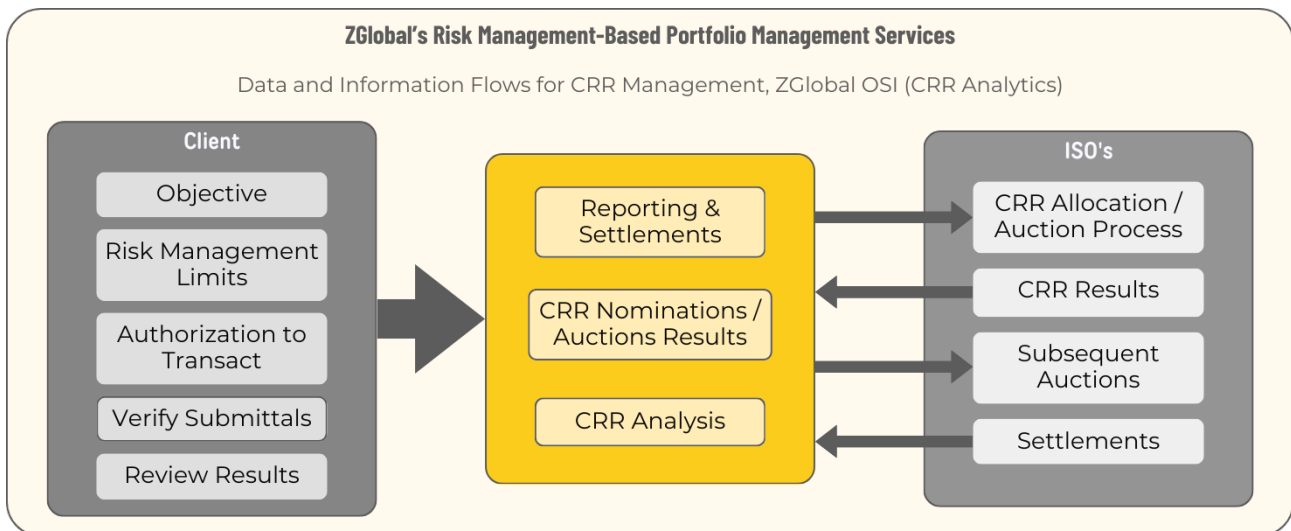 ZGlobal's Risk Management-Based Portfolio Management Services
Data and Information Flows for CRR Management, ZGlobal OSI (CRR Analytics)
Client
Objective
Risk Management
Limits
Authorization to
Transact
Verify Submittals
Review Results
Reporting &
Settlements
CRR Nominations /
Auctions Results
CRR Analysis
ISO's
CRR Allocation /
Auction Process
CRR Results
Subsequent
Auctions
Settlements